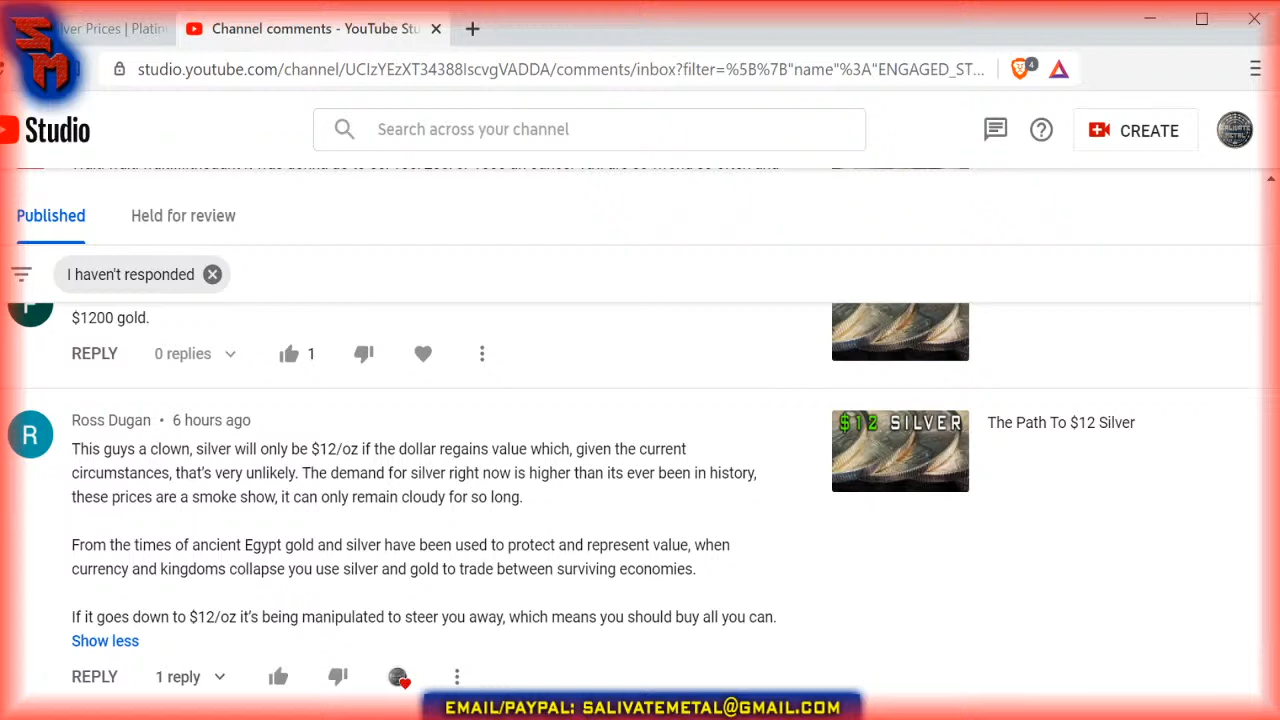 SM
lver Prices | Platin
Channel comments - YouTube Stu
studio.youtube.com/channel/UClzYEzXT34388lscvgVADDA/comments/inbox?filter=%5B%7B"name"%3A"ENGAGED_ST...
4
Studio
Search across your channel
CREATE
SALIVATE METAL
Published
Held for review
I haven't responded
F
$1200 gold.
REPLY
0 replies
1
R
Ross Dugan • 6 hours ago
This guys a clown, silver will only be $12/oz if the dollar regains value which, given the current
circumstances, that's very unlikely. The demand for silver right now is higher than its ever been in history,
these prices are a smoke show, it can only remain cloudy for so long.
From the times of ancient Egypt gold and silver have been used to protect and represent value, when
currency and kingdoms collapse you use silver and gold to trade between surviving economies.
If it goes down to $12/oz it's being manipulated to steer you away, which means you should buy all you can.
Show less
REPLY
1 reply
$12 SILVER
The Path To $12 Silver
EMAIL/PAYPAL: SALIVATEMETAL@GMAIL.COM